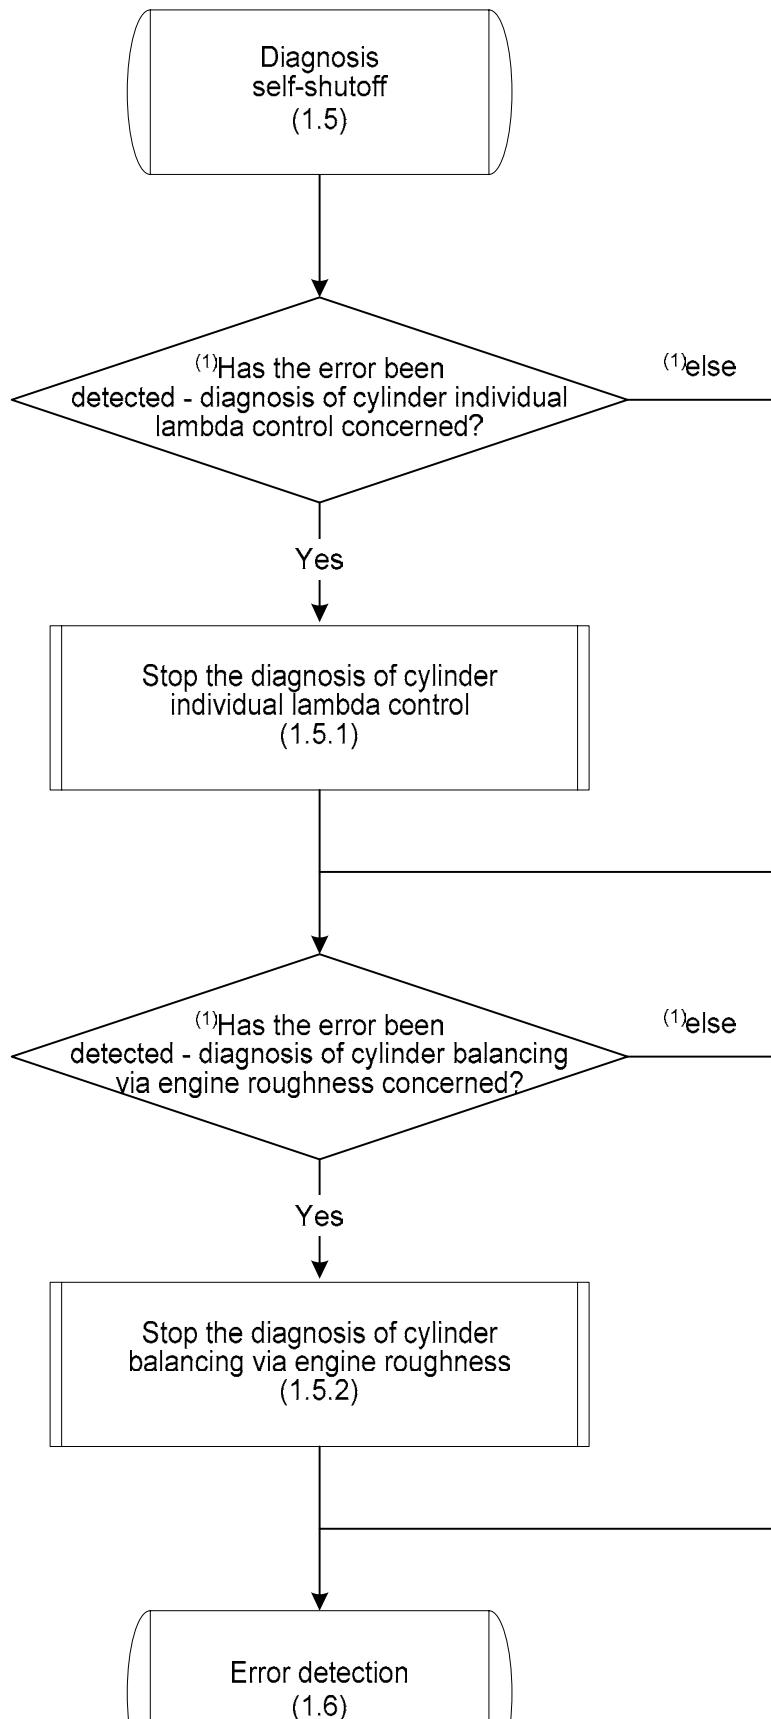 Diagnosis
self-shutoff
(1.5)
(1)Has the error been
detected - diagnosis of cylinder individual
lambda control concerned?
(1)else
Yes
Stop the diagnosis of cylinder
individual lambda control
(1.5.1)
(1)Has the error been
detected - diagnosis of cylinder balancing
via engine roughness concerned?
(1)else
Yes
Stop the diagnosis of cylinder
balancing via engine roughness
(1.5.2)
Error detection
(1.6)